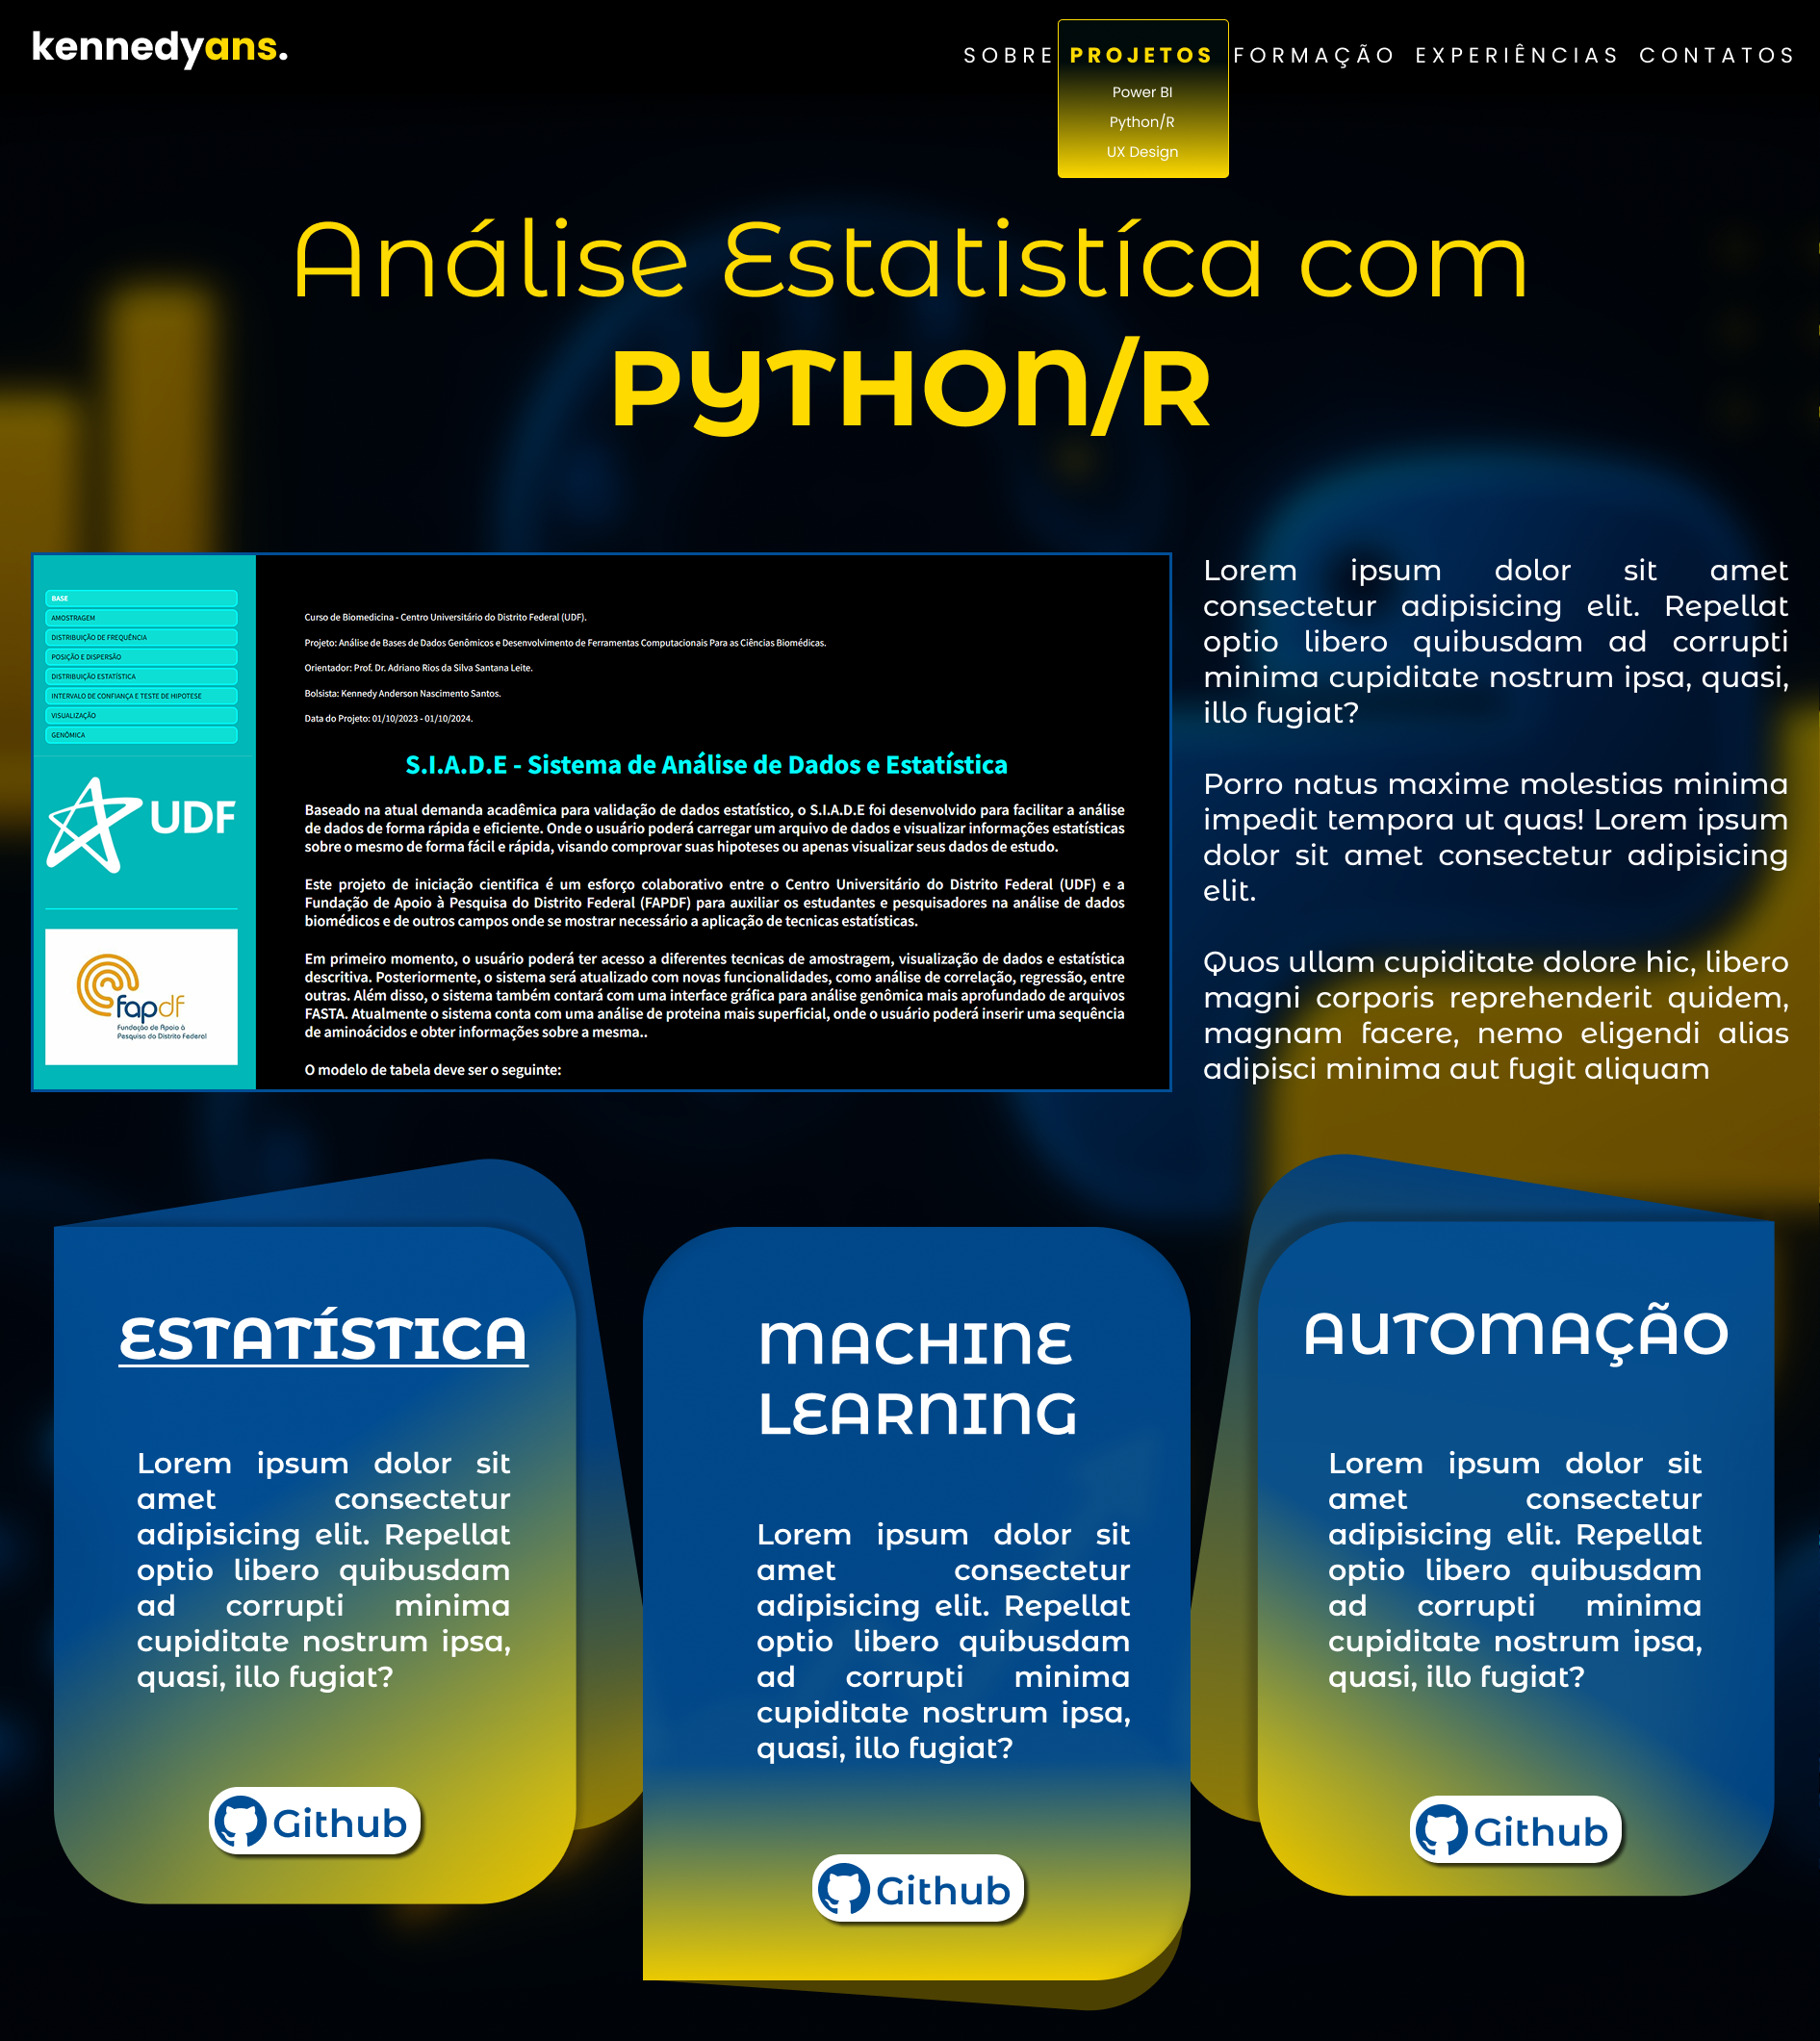 kennedyans.
SOBRE PROJETOS FORMAÇÃO EXPERIÊNCIAS CONTATOS
Power BI
Python/R
UX Design
Análise Estatistíca com
PYTHON/R
BASE
AMOSTRAGEM
DISTRIBUIÇÃO DE FREQUÊNCIA
POSIÇÃO E DISPERSÃO
DISTRIBUIÇÃO ESTATÍSTICA
INTERVALO DE CONFIANÇA E TESTE DE HIPOTESE
VISUALIZAÇÃO
GENÔMICA
UDF
fapdf
Fundação de Apoio à
Pesquisa do Distrito Federal
Curso de Biomedicina - Centro Universitário do Distrito Federal (UDF).
Projeto: Análise de Bases de Dados Genômicos e Desenvolvimento de Ferramentas Computacionais Para as Ciências Biomédicas.
Orientador: Prof. Dr. Adriano Rios da Silva Santana Leite.
Bolsista: Kennedy Anderson Nascimento Santos.
Data do Projeto: 01/10/2023 - 01/10/2024.
S.I.A.D.E - Sistema de Análise de Dados e Estatística
Baseado na atual demanda acadêmica para validação de dados estatístico, o S.I.A.D.E foi desenvolvido para facilitar a análise
de dados de forma rápida e eficiente. Onde o usuário poderá carregar um arquivo de dados e visualizar informações estatísticas
sobre o mesmo de forma fácil e rápida, visando comprovar suas hipoteses ou apenas visualizar seus dados de estudo.
Este projeto de iniciação cientifica é um esforço colaborativo entre o Centro Universitário do Distrito Federal (UDF) e a
Fundação de Apoio à Pesquisa do Distrito Federal (FAPDF) para auxiliar os estudantes e pesquisadores na análise de dados
biomédicos e de outros campos onde se mostrar necessário a aplicação de tecnicas estatísticas.
Em primeiro momento, o usuário poderá ter acesso a diferentes tecnicas de amostragem, visualização de dados e estatística
descritiva. Posteriormente, o sistema será atualizado com novas funcionalidades, como análise de correlação, regressão, entre
outras. Além disso, o sistema também contará com uma interface gráfica para análise genômica mais aprofundado de arquivos
FASTA. Atualmente o sistema conta com uma análise de proteina mais superficial, onde o usuário poderá inserir uma sequência
de aminoácidos e obter informações sobre a mesma..
O modelo de tabela deve ser o seguinte:
Lorem ipsum dolor sit amet
consectetur adipisicing elit. Repellat
optio libero quibusdam ad corrupti
minima cupiditate nostrum ipsa, quasi,
illo fugiat?
Porro natus maxime molestias minima
impedit tempora ut quas! Lorem ipsum
dolor sit amet consectetur adipisicing
elit.
Quos ullam cupiditate dolore hic, libero
magni corporis reprehenderit quidem,
magnam facere, nemo eligendi alias
adipisci minima aut fugit aliquam
ESTATÍSTICA
Lorem ipsum dolor sit
amet consectetur
adipisicing elit. Repellat
optio libero quibusdam
ad corrupti minima
cupiditate nostrum ipsa,
quasi, illo fugiat?
Github
MACHINE
LEARNING
Lorem ipsum dolor sit
amet consectetur
adipisicing elit. Repellat
optio libero quibusdam
ad corrupti minima
cupiditate nostrum ipsa,
quasi, illo fugiat?
Github
AUTOMAÇÃO
Lorem ipsum dolor sit
amet consectetur
adipisicing elit. Repellat
optio libero quibusdam
ad corrupti minima
cupiditate nostrum ipsa,
quasi, illo fugiat?
Github